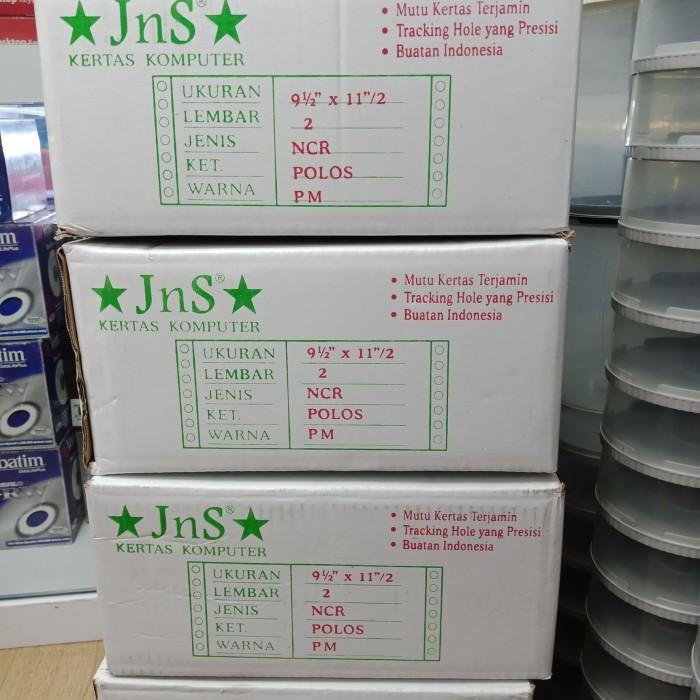 JnS®
KERTAS KOMPUTER
• Mutu Kertas Terjamin
• Tracking Hole yang Presisi
• Buatan Indonesia
UKURAN 9½" x 11"/2
LEMBAR 2
JENIS NCR
KET. POLOS
WARNA PM
JnS®
KERTAS KOMPUTER
• Mutu Kertas Terjamin
• Tracking Hole yang Presisi
• Buatan Indonesia
UKURAN 9½" x 11"/2
LEMBAR 2
JENIS NCR
KET. POLOS
WARNA PM
JnS®
KERTAS KOMPUTER
• Mutu Kertas Terjamin
• Tracking Hole yang Presisi
• Buatan Indonesia
UKURAN 9½" x 11"/2
LEMBAR 2
JENIS NCR
KET. POLOS
WARNA PM